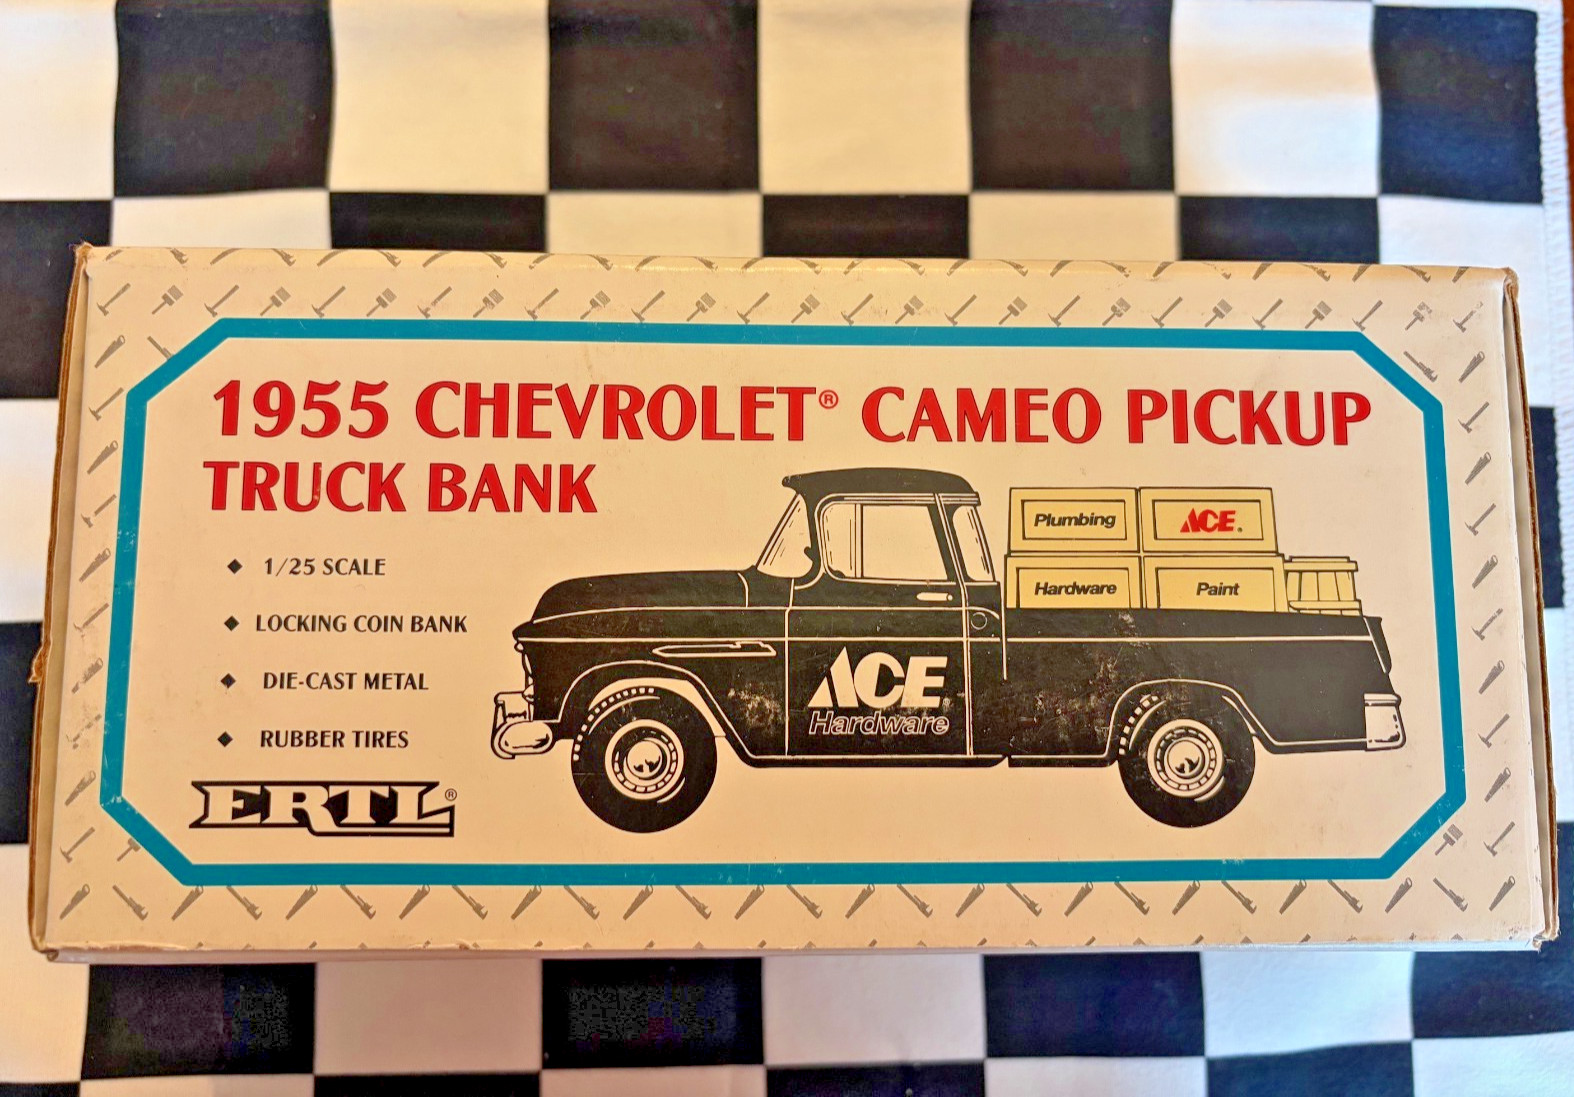 1955 CHEVROLET® CAMEO PICKUP
TRUCK BANK
◆ 1/25 SCALE
◆ LOCKING COIN BANK
◆ DIE-CAST METAL
◆ RUBBER TIRES
ERTL®
Plumbing
ACE®
Hardware
Paint
ACE
Hardware